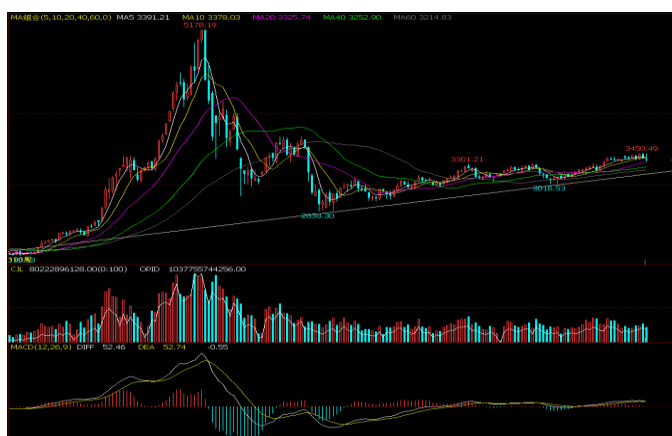 MA组合(5,10,20,40,60,0) MA5 3391.21 MA10 3378.03 MA20 3325.74 MA40 3252.90 MA60 3214.83
5178.19
3450.49
3301.21
3016.53
2638.30
CJL 80222896128.00(0:100) OPID 1037755744256.00
MACD(12,26,9) DIFF 52.46 DEA 52.74 -0.55